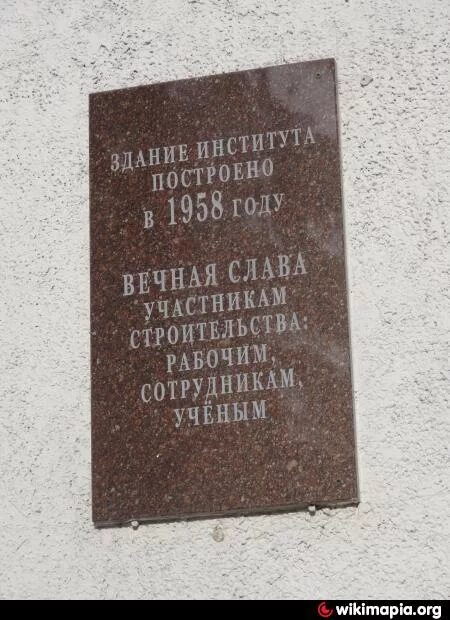 ЗДАНИЕ ИНСТИТУТА
ПОСТРОЕНО
В 1958 ГОДУ
ВЕЧНАЯ СЛАВА
УЧАСТНИКАМ
СТРОИТЕЛЬСТВА:
РАБОЧИМ,
СОТРУДНИКАМ,
УЧЁНЫМ
wikimapia.org